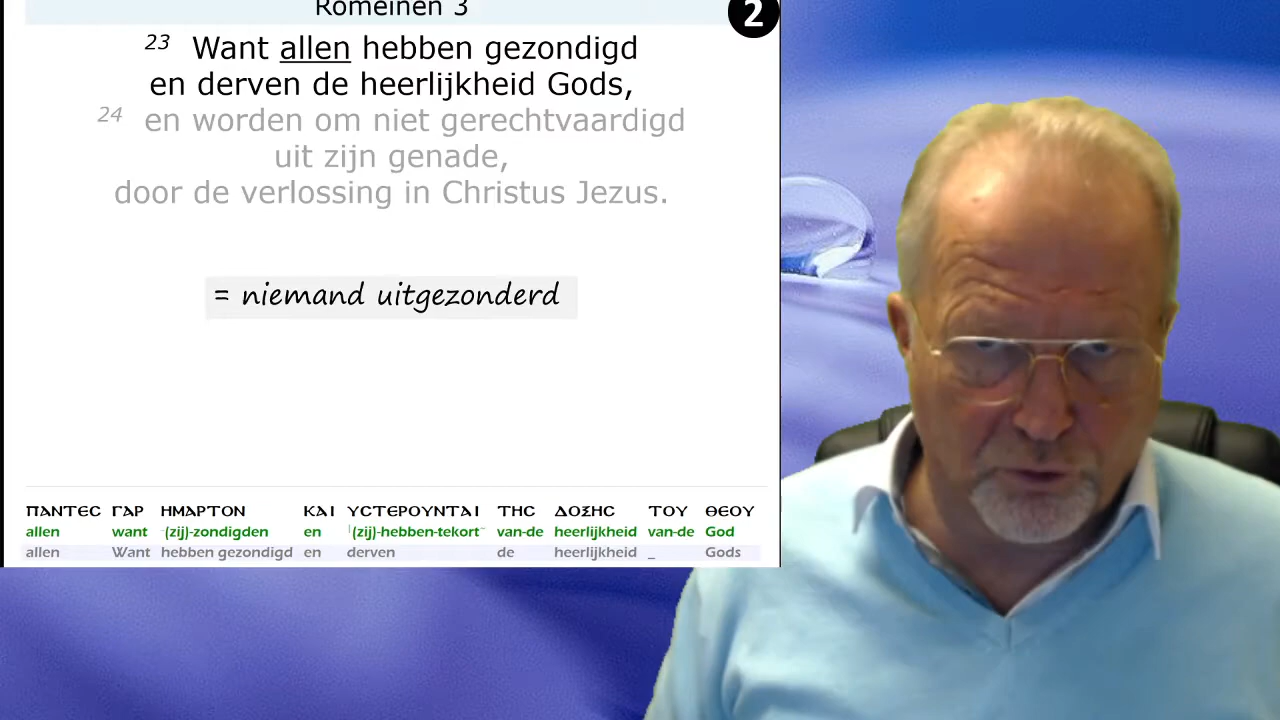 Romeinen 3
2
23 Want allen hebben gezondigd
en derven de heerlijkheid Gods,
24 en worden om niet gerechtvaardigd
uit zijn genade,
door de verlossing in Christus Jezus.
= niemand uitgezonderd
ΠΑΝΤΕϹ ΓΑΡ ΗΜΑΡΤΟΝ ΚΑΙ ΥϹΤΕΡΟΥΝΤΑΙ ΤΗϹ ΔΟΞΗϹ ΤΟΥ ΘΕΟΥ
allen want (zij)-zondigden en (zij)-hebben-tekort van-de heerlijkheid van-de God
allen Want hebben gezondigd en derven de heerlijkheid _ Gods